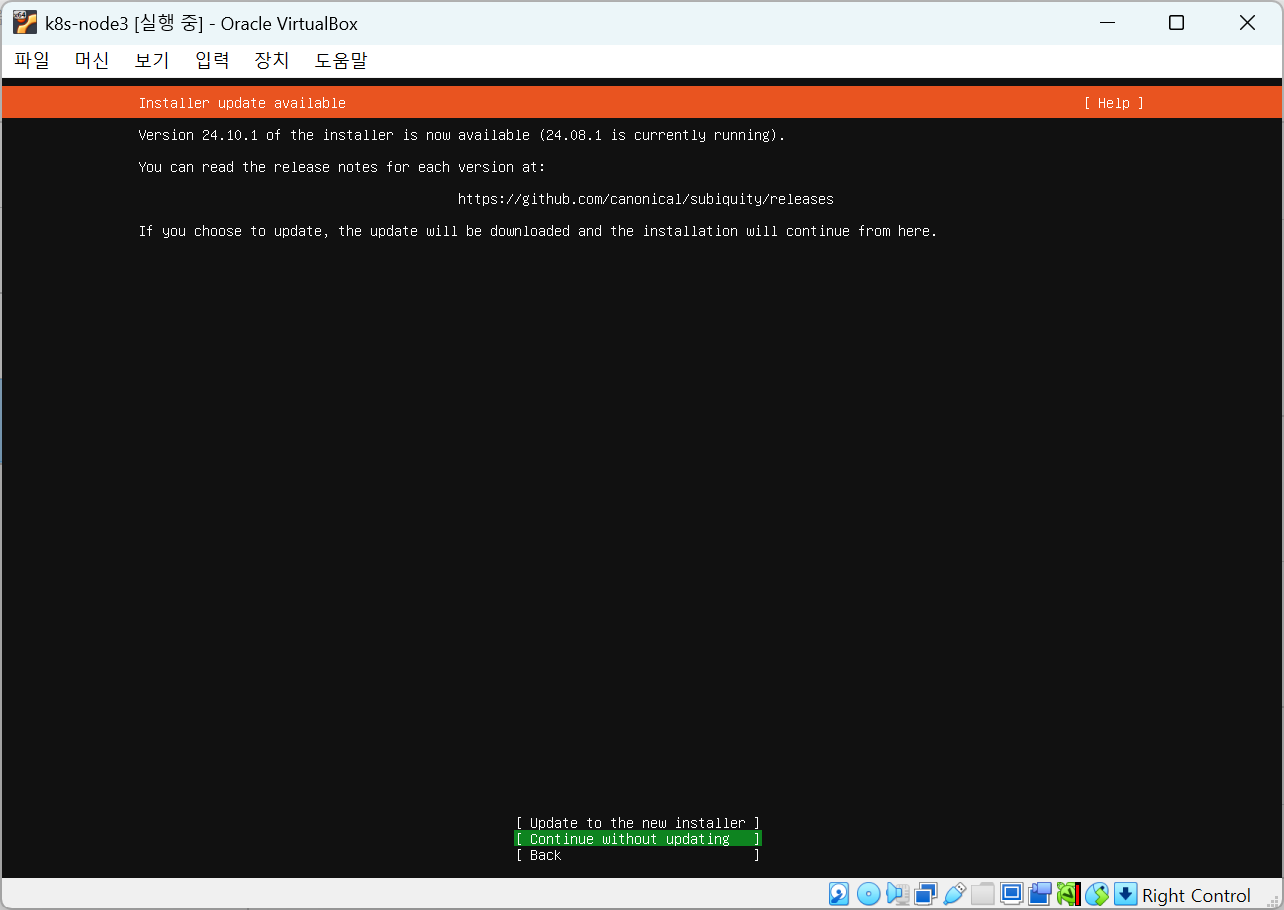 k8s-node3 [실행 중] - Oracle VirtualBox
파일 머신 보기 입력 장치 도움말
Installer update available [ Help ]
Version 24.10.1 of the installer is now available (24.08.1 is currently running).
You can read the release notes for each version at:
https://github.com/canonical/subiquity/releases
If you choose to update, the update will be downloaded and the installation will continue from here.
[ Update to the new installer ]
[ Continue without updating ]
[ Back ]
Right Control